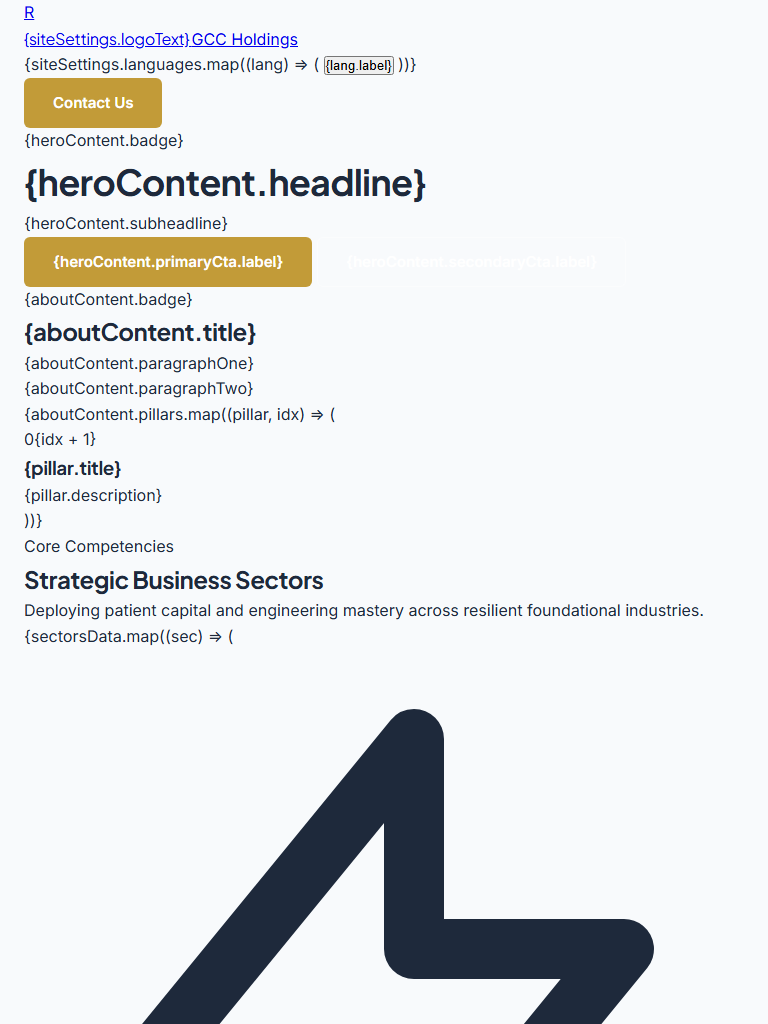 R
{siteSettings.logoText}GCC Holdings
{siteSettings.languages.map((lang) => ( {lang.label} ))}
Contact Us
{heroContent.badge}
{heroContent.headline}
{heroContent.subheadline}
{heroContent.primaryCta.label} {heroContent.secondaryCta.label}
{aboutContent.badge}
{aboutContent.title}
{aboutContent.paragraphOne}
{aboutContent.paragraphTwo}
{aboutContent.pillars.map((pillar, idx) => (
0{idx + 1}
{pillar.title}
{pillar.description}
))}
Core Competencies
Strategic Business Sectors
Deploying patient capital and engineering mastery across resilient foundational industries.
{sectorsData.map((sec) => (